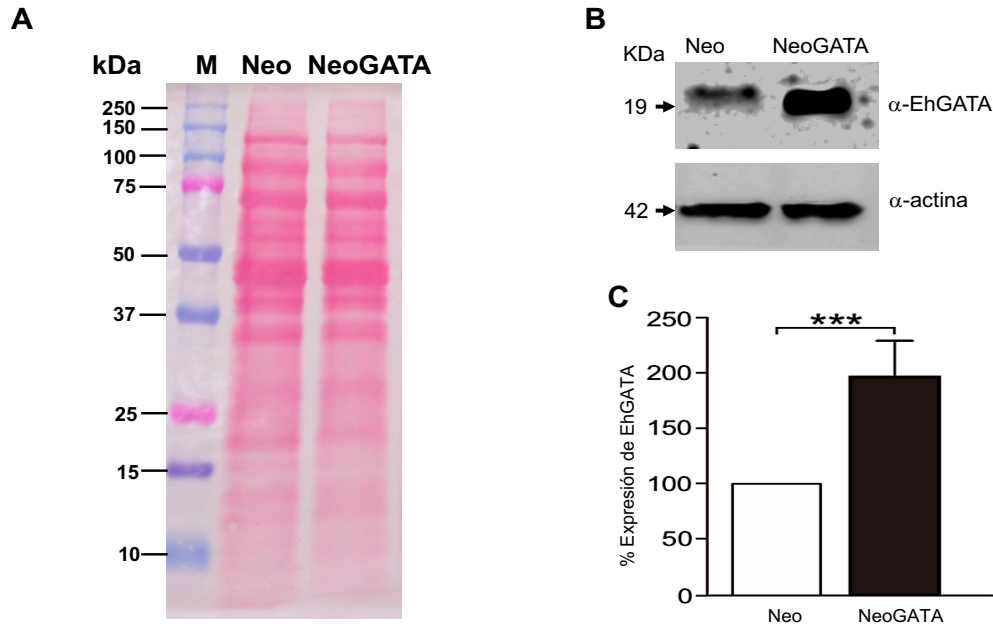 A
kDa M Neo NeoGATA
250
150
100
75
50
37
25
15
10
B
KDa Neo NeoGATA
19 α-EhGATA
42 α-actina
C
% Expresión de EhGATA
250
200
150
100
50
0
***
Neo NeoGATA